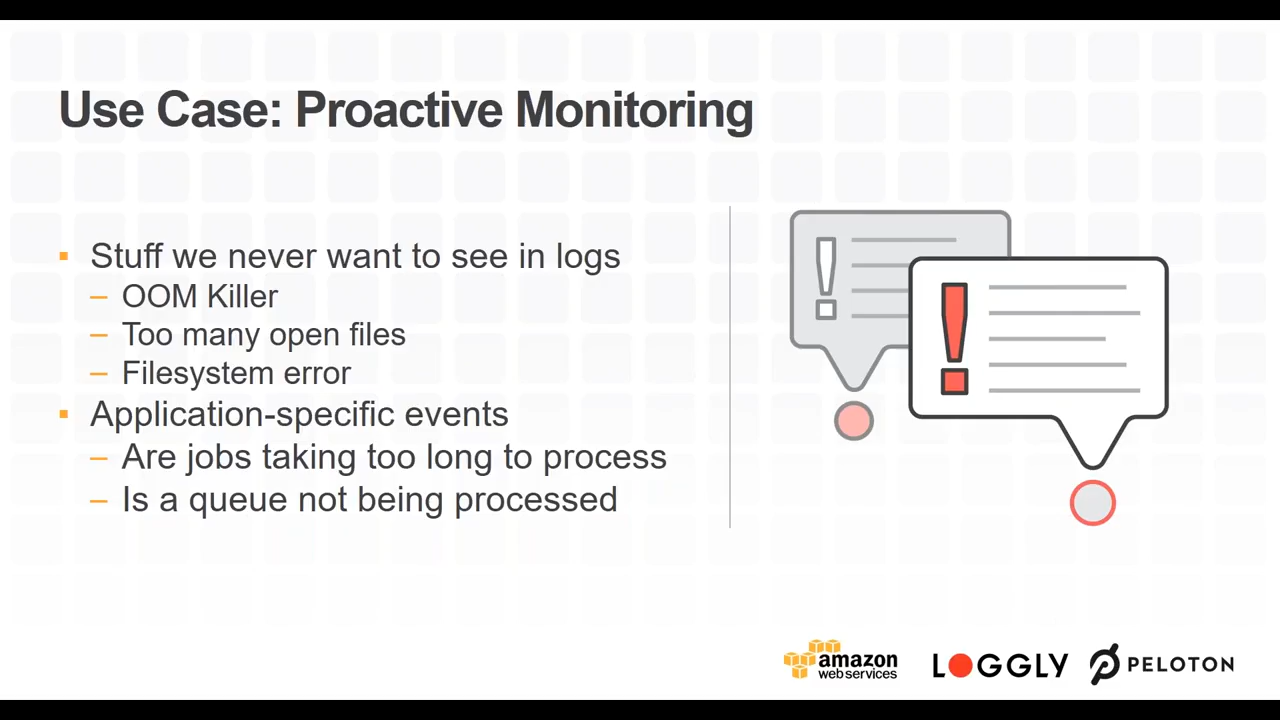 Use Case: Proactive Monitoring
▪ Stuff we never want to see in logs
– OOM Killer
– Too many open files
– Filesystem error
▪ Application-specific events
– Are jobs taking too long to process
– Is a queue not being processed
amazon
webservices
LOGGLY
PELOTON